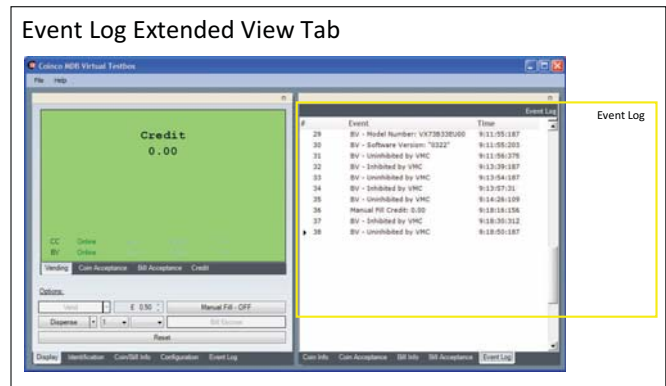 Event Log Extended View Tab
Coinco MDB Virtual Testbox
File Help
Event Log
Event Log
# Event Time
Credit
0.00
29 BV - Model Number: VX73B33EU00 9:11:55:187
30 BV - Software Version: "0322" 9:11:55:203
31 BV - Uninhibited by VMC 9:11:56:375
32 BV - Inhibited by VMC 9:13:39:187
33 BV - Uninhibited by VMC 9:13:54:187
34 BV - Inhibited by VMC 9:13:57:31
35 BV - Uninhibited by VMC 9:14:26:109
36 Manual Fill Credit: 0.50 9:18:16:156
37 BV - Inhibited by VMC 9:18:30:312
38 BV - Uninhibited by VMC 9:18:50:187
CC Online
BV Online
Vending Coin Acceptance Bill Acceptance Credit
Options:
Vend £ 0.50 Manual Fill - OFF
Dispense 1 Bill Escrow
Reset
Display Identification Coin/Bill Info Configuration Event Log
Coin Info Coin Acceptance Bill Info Bill Acceptance Event Log